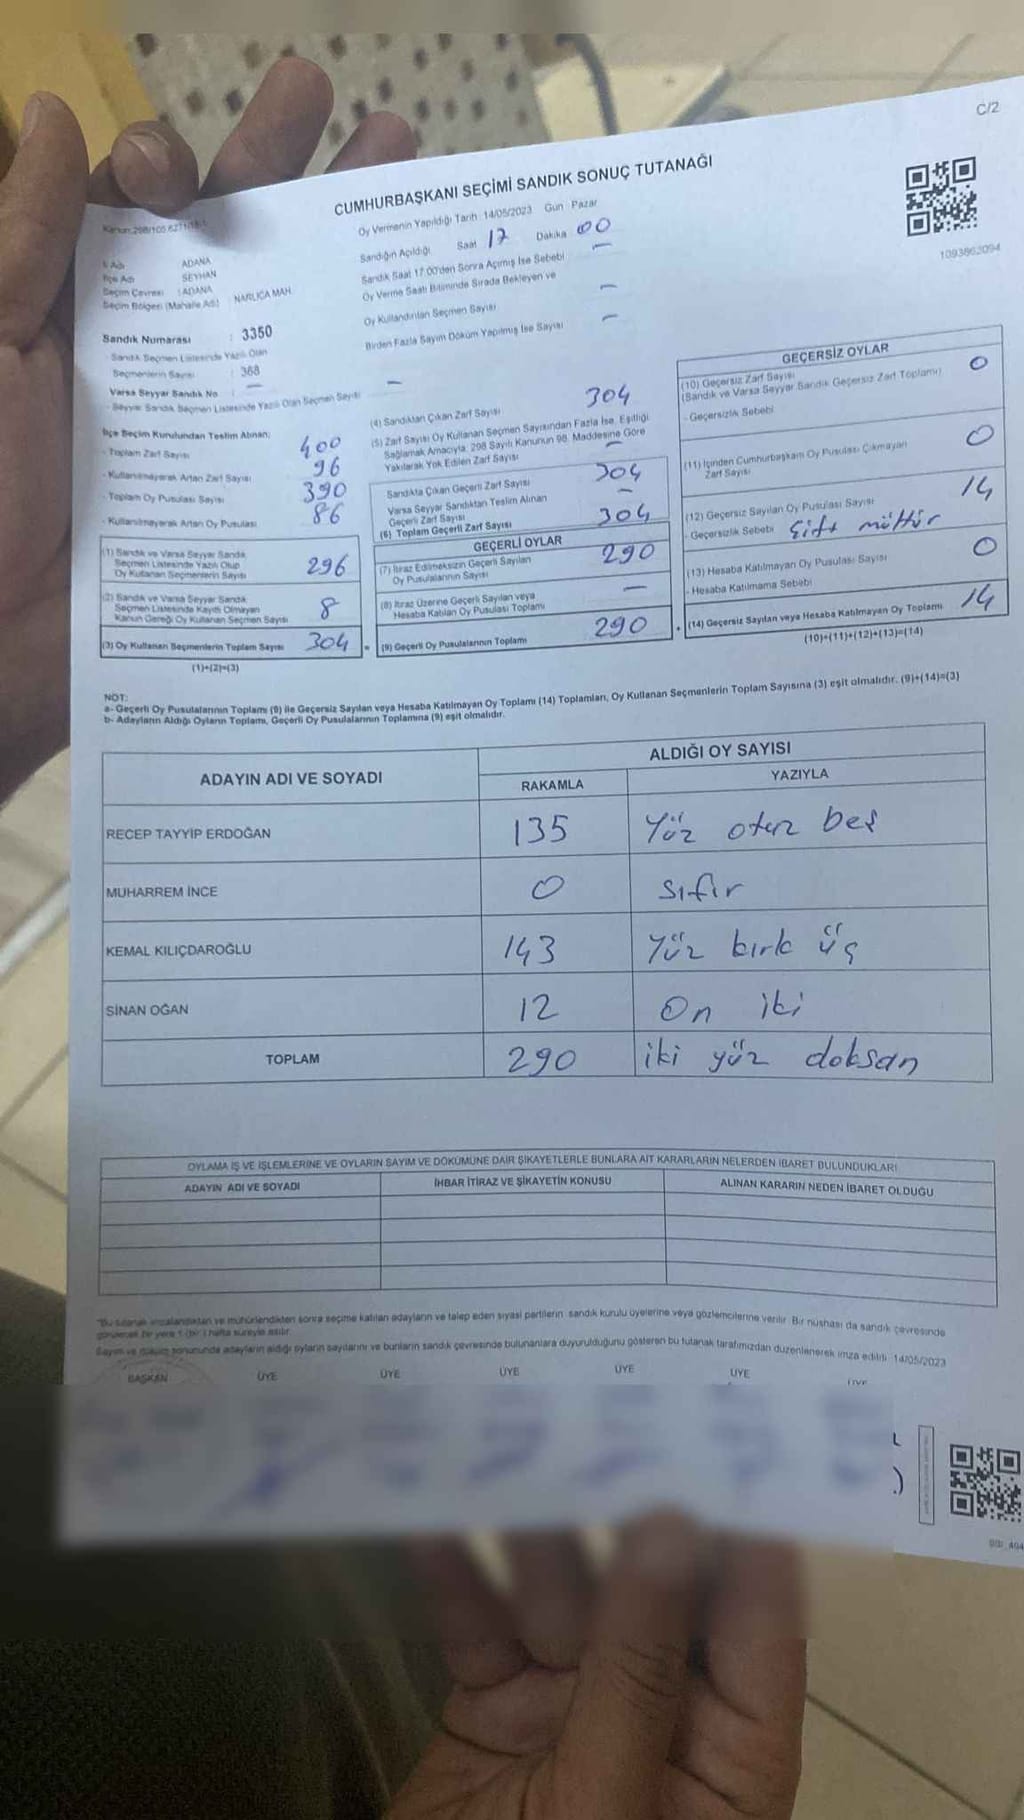 C/2
CUMHURBAŞKANI SEÇİMİ SANDIK SONUÇ TUTANAĞI
1093862094
Oy Vermenin Yapıldığı Tarih 14/05/2023 Gün : Pazar
Sandığın Açıldığı Saat 17 Dakika 00
Sandık Saat 17.00'den Sonra Açımış İse Sebebi —
Oy Verme Saati Bitiminde Sırada Bekleyen ve
Oy Kullandırılan Seçmen Sayısı —
Birden Fazla Sayım Döküm Yapılmış İse Sayısı —
İl Adı ADANA
İlçe Adı SEYHAN
Seçim Çevresi : ADANA
Seçim Bölgesi (Mahalle Adı) : NARLICA MAH.
Sandık Numarası : 3350
- Sandık Seçmen Listesinde Yazılı Olan
Seçmenlerin Sayısı : 368
Varsa Seyyar Sandık No —
- Seyyar Sandık Seçmen Listesinde Yazılı Olan Seçmen Sayısı —
İlçe Seçim Kurulundan Teslim Alınan;
- Toplam Zarf Sayısı 400
- Kullanılmayarak Artan Zarf Sayısı 96
- Toplam Oy Pusulası Sayısı 390
- Kullanılmayarak Artan Oy Pusulası 86
(1) Sandık ve Varsa Seyyar Sandık
Seçmen Listesinde Yazılı Olup
Oy Kullanan Seçmenlerin Sayısı 296
(2) Sandık ve Varsa Seyyar Sandık
Seçmen Listesinde Kayıtlı Olmayan
Kanun Gereği Oy Kullanan Seçmen Sayısı 8
(3) Oy Kullanan Seçmenlerin Toplam Sayısı 304
(1)+(2)=(3)
(4) Sandıktan Çıkan Zarf Sayısı 304
(5) Zarf Sayısı Oy Kullanan Seçmen Sayısından Fazla İse, Eşitliği
Sağlamak Amacıyla, 298 Sayılı Kanunun 98. Maddesine Göre
Yakılarak Yok Edilen Zarf Sayısı —
Sandıkta Çıkan Geçerli Zarf Sayısı 304
Varsa Seyyar Sandıktan Teslim Alınan
Geçerli Zarf Sayısı —
(6) Toplam Geçerli Zarf Sayısı 304
GEÇERLİ OYLAR
(7) İtiraz Edilmeksizin Geçerli Sayılan
Oy Pusulalarının Sayısı 290
(8) İtiraz Üzerine Geçerli Sayılan veya
Hesaba Katılan Oy Pusulası Toplamı —
(9) Geçerli Oy Pusulalarının Toplamı 290
GEÇERSİZ OYLAR
(10) Geçersiz Zarf Sayısı
(Sandık ve Varsa Seyyar Sandık Geçersiz Zarf Toplamı) 0
- Geçersizlik Sebebi
(11) İçinden Cumhurbaşkanı Oy Pusulası Çıkmayan
Zarf Sayısı 0
(12) Geçersiz Sayılan Oy Pusulası Sayısı 14
- Geçersizlik Sebebi Çift mühür
(13) Hesaba Katılmayan Oy Pusulası Sayısı 0
- Hesaba Katılmama Sebebi
(14) Geçersiz Sayılan veya Hesaba Katılmayan Oy Toplamı 14
(10)+(11)+(12)+(13)=(14)
NOT:
a- Geçerli Oy Pusulalarının Toplamı (9) ile Geçersiz Sayılan veya Hesaba Katılmayan Oy Toplamı (14) Toplamları, Oy Kullanan Seçmenlerin Toplam Sayısına (3) eşit olmalıdır. (9)+(14)=(3)
b- Adayların Aldığı Oyların Toplamı, Geçerli Oy Pusulalarının Toplamına (9) eşit olmalıdır.
ADAYIN ADI VE SOYADI
ALDIĞI OY SAYISI
RAKAMLA YAZIYLA
RECEP TAYYİP ERDOĞAN 135 Yüz otuz beş
MUHARREM İNCE 0 Sıfır
KEMAL KILIÇDAROĞLU 143 Yüz kırk üç
SİNAN OĞAN 12 On iki
TOPLAM 290 iki yüz doksan
OYLAMA İŞ VE İŞLEMLERİNE VE OYLARIN SAYIM VE DÖKÜMÜNE DAİR ŞİKAYETLERLE BUNLARA AİT KARARLARIN NELERDEN İBARET BULUNDUKLARI
ADAYIN ADI VE SOYADI İHBAR İTİRAZ VE ŞİKAYETİN KONUSU ALINAN KARARIN NEDEN İBARET OLDUĞU
"Bu tutanak imzalandıktan ve mühürlendikten sonra seçime katılan adayların ve talep eden siyasi partilerin sandık kurulu üyelerine veya gözlemcilerine verilir. Bir nüshası da sandık çevresinde
görülecek bir yere 1 (bir) hafta süreyle asılır.
Sayım ve döküm sonununda adayların aldığı oyların sayılarını ve bunların sandık çevresinde bulunanlara duyurulduğunu gösteren bu tutanak tarafımızdan düzenlenerek imza edildi. 14/05/2023
BAŞKAN ÜYE ÜYE ÜYE ÜYE ÜYE ÜYE